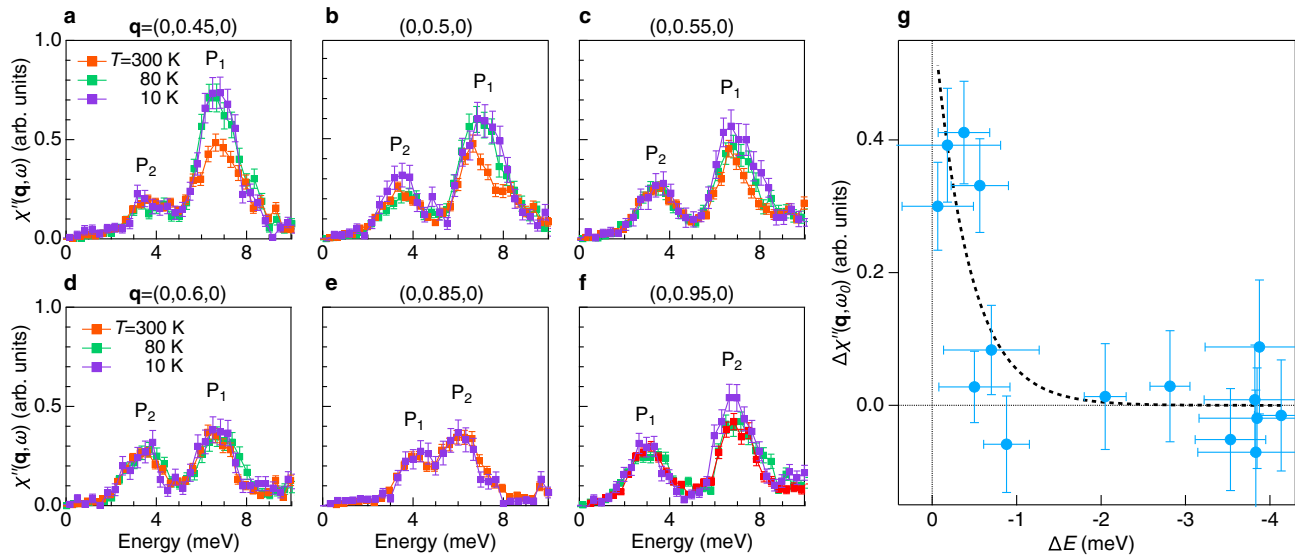 a q=(0,0.45,0)
b (0,0.5,0)
c (0,0.55,0)
g
1.0
0.5
0.0
χ''(q,ω) (arb. units)
T=300 K
80 K
10 K
P1
P2
0 4 8
P1
P2
0 4 8
P1
P2
0 4 8
d q=(0,0.6,0)
e (0,0.85,0)
f (0,0.95,0)
1.0
0.5
0.0
χ''(q,ω) (arb. units)
T=300 K
80 K
10 K
P2
P1
0 4 8
Energy (meV)
P1
P2
0 4 8
Energy (meV)
P1
P2
0 4 8
Energy (meV)
Δχ''(q,ω0) (arb. units)
0.4
0.2
0.0
0 -1 -2 -3 -4
ΔE (meV)